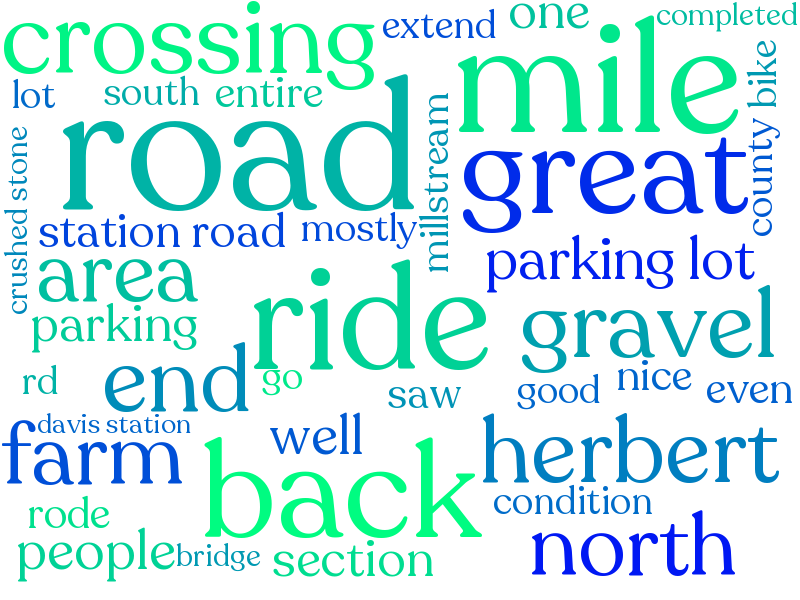 crossing
extend
one
completed
lot
south
entire
mile
county bike
road
millstream
great
crushed stone
station road
mostly
parking lot
area
parking
ride
gravel
rd
end
go
saw
good
nice
even
davis station
farm
well
back
herbert
condition
rode
people
bridge
section
north